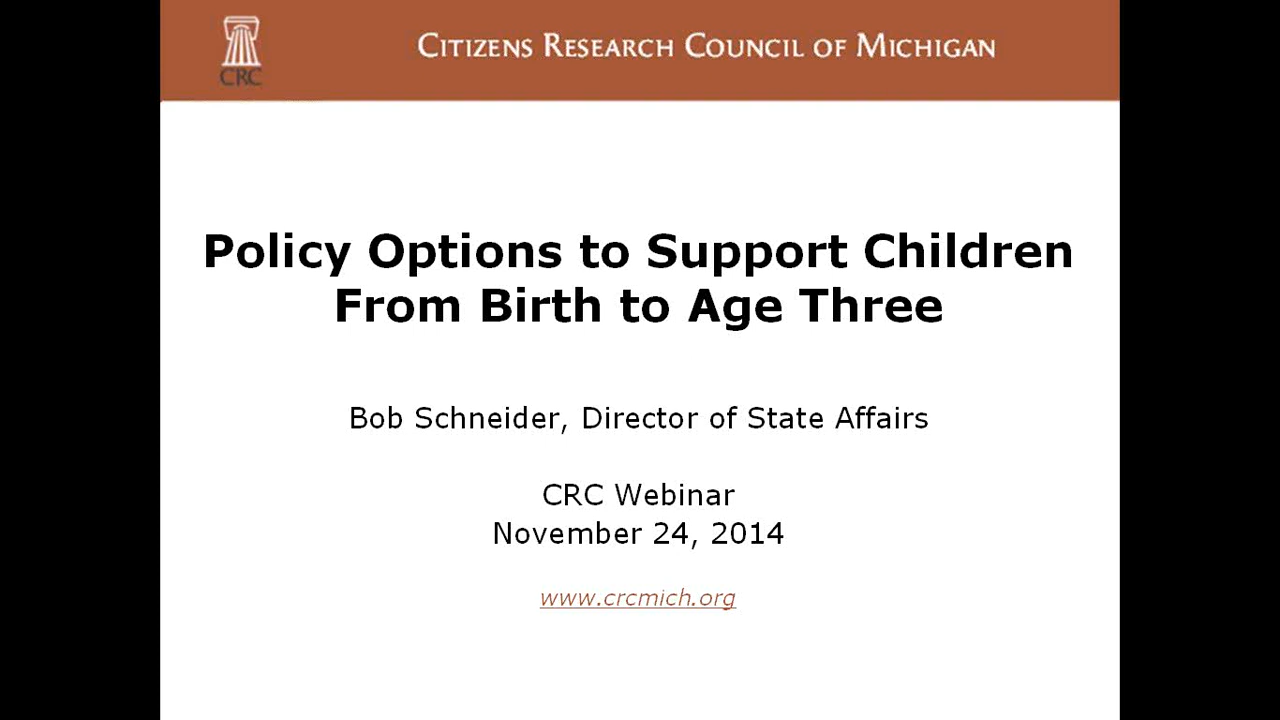 CRC
CITIZENS RESEARCH COUNCIL OF MICHIGAN
Policy Options to Support Children
From Birth to Age Three
Bob Schneider, Director of State Affairs
CRC Webinar
November 24, 2014
www.crcmich.org